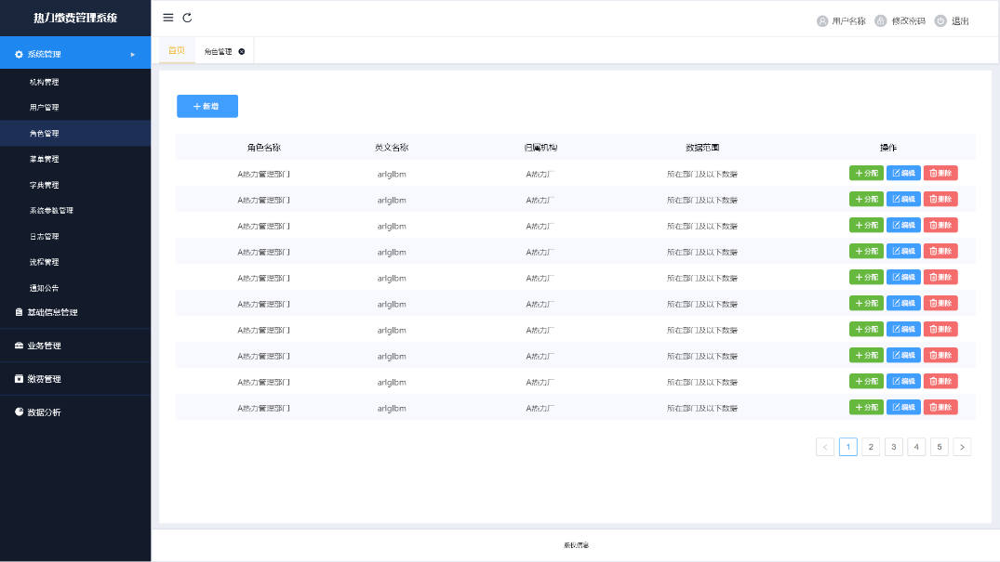 热力缴费管理系统
用户名称 修改密码 退出
系统管理
首页 角色管理
机构管理
用户管理
角色管理
菜单管理
字典管理
系统参数管理
日志管理
流程管理
通知公告
基础信息管理
业务管理
缴费管理
数据分析
新增
角色名称 英文名称 归属机构 数据范围 操作
A热力管理部门 arlglbm A热力厂 所在部门及以下数据 分配 编辑 删除
A热力管理部门 arlglbm A热力厂 所在部门及以下数据 分配 编辑 删除
A热力管理部门 arlglbm A热力厂 所在部门及以下数据 分配 编辑 删除
A热力管理部门 arlglbm A热力厂 所在部门及以下数据 分配 编辑 删除
A热力管理部门 arlglbm A热力厂 所在部门及以下数据 分配 编辑 删除
A热力管理部门 arlglbm A热力厂 所在部门及以下数据 分配 编辑 删除
A热力管理部门 arlglbm A热力厂 所在部门及以下数据 分配 编辑 删除
A热力管理部门 arlglbm A热力厂 所在部门及以下数据 分配 编辑 删除
A热力管理部门 arlglbm A热力厂 所在部门及以下数据 分配 编辑 删除
A热力管理部门 arlglbm A热力厂 所在部门及以下数据 分配 编辑 删除
1 2 3 4 5
版权信息